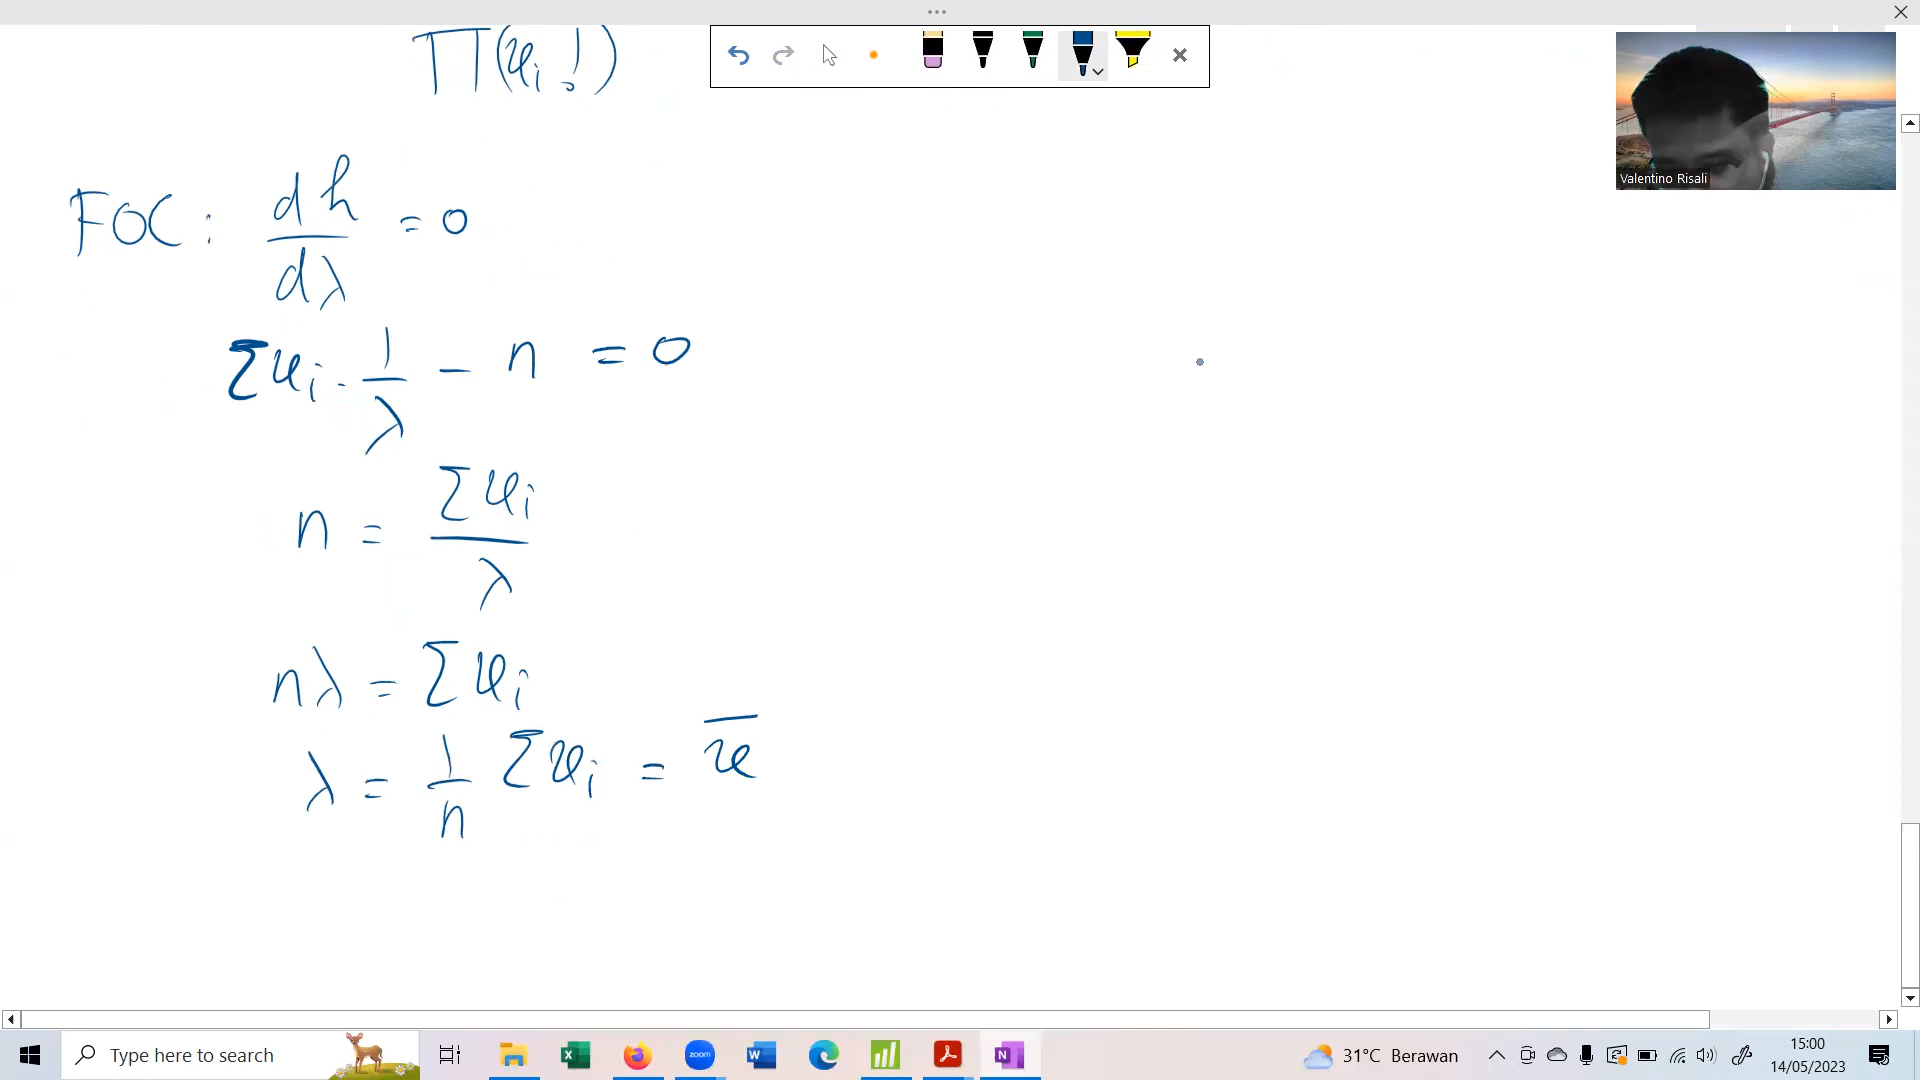 ∏(xᵢ!)
Valentino Risali
FOC : dh/dλ = 0
Σxᵢ . 1/λ − n = 0
n = Σxᵢ/λ
nλ = Σxᵢ
λ = 1/n Σxᵢ = x̄
Type here to search
zoom
31°C Berawan
15:00
14/05/2023